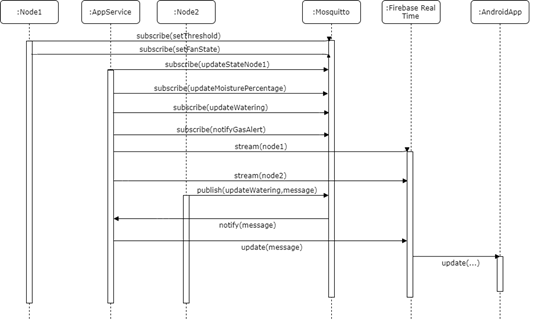 :Node1
:AppService
:Node2
:Mosquitto
:Firebase Real
Time
:AndroidApp
subscribe(setThreshold)
subscribe(setFanState)
subscribe(updateStateNode1)
subscribe(updateMoisturePercentage)
subscribe(updateWatering)
subscribe(notifyGasAlert)
stream(node1)
stream(node2)
publish(updateWatering,message)
notify(message)
update(message)
update(...)